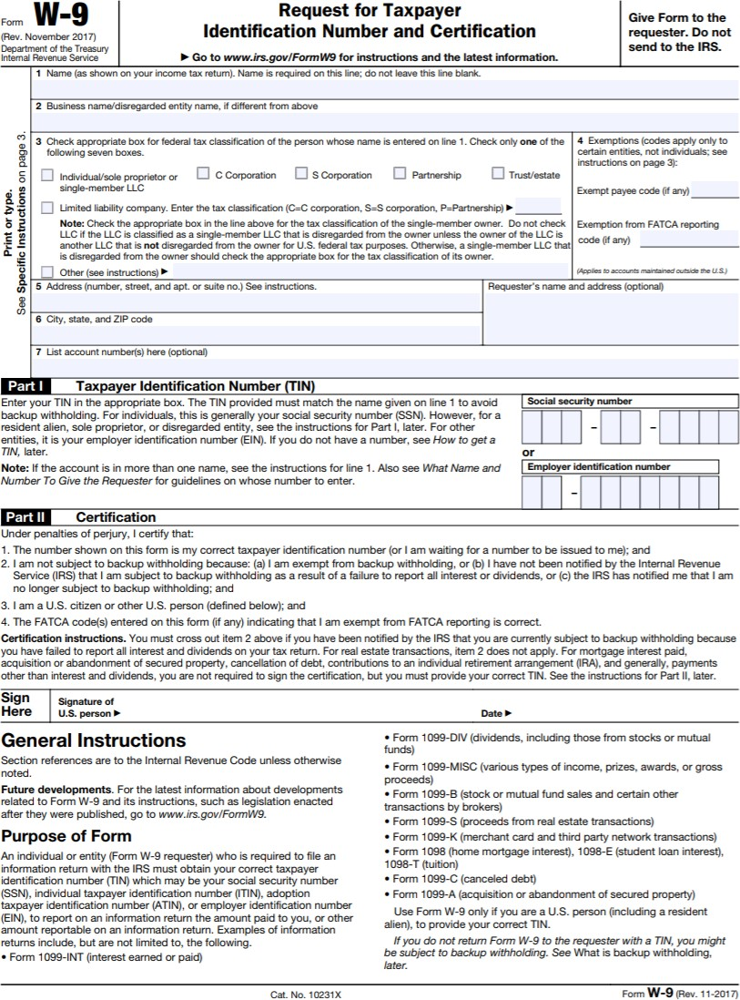 Form W-9
(Rev. November 2017)
Department of the Treasury
Internal Revenue Service
Request for Taxpayer
Identification Number and Certification
▶ Go to www.irs.gov/FormW9 for instructions and the latest information.
Give Form to the
requester. Do not
send to the IRS.
Print or type.
See Specific Instructions on page 3.
1 Name (as shown on your income tax return). Name is required on this line; do not leave this line blank.
2 Business name/disregarded entity name, if different from above
3 Check appropriate box for federal tax classification of the person whose name is entered on line 1. Check only one of the
following seven boxes.
Individual/sole proprietor or
single-member LLC
C Corporation
S Corporation
Partnership
Trust/estate
Limited liability company. Enter the tax classification (C=C corporation, S=S corporation, P=Partnership) ▶
Note: Check the appropriate box in the line above for the tax classification of the single-member owner. Do not check
LLC if the LLC is classified as a single-member LLC that is disregarded from the owner unless the owner of the LLC is
another LLC that is not disregarded from the owner for U.S. federal tax purposes. Otherwise, a single-member LLC that
is disregarded from the owner should check the appropriate box for the tax classification of its owner.
Other (see instructions) ▶
4 Exemptions (codes apply only to
certain entities, not individuals; see
instructions on page 3):
Exempt payee code (if any)
Exemption from FATCA reporting
code (if any)
(Applies to accounts maintained outside the U.S.)
5 Address (number, street, and apt. or suite no.) See instructions.
Requester's name and address (optional)
6 City, state, and ZIP code
7 List account number(s) here (optional)
Part I Taxpayer Identification Number (TIN)
Enter your TIN in the appropriate box. The TIN provided must match the name given on line 1 to avoid
backup withholding. For individuals, this is generally your social security number (SSN). However, for a
resident alien, sole proprietor, or disregarded entity, see the instructions for Part I, later. For other
entities, it is your employer identification number (EIN). If you do not have a number, see How to get a
TIN, later.
Note: If the account is in more than one name, see the instructions for line 1. Also see What Name and
Number To Give the Requester for guidelines on whose number to enter.
Social security number
– –
or
Employer identification number
–
Part II Certification
Under penalties of perjury, I certify that:
1. The number shown on this form is my correct taxpayer identification number (or I am waiting for a number to be issued to me); and
2. I am not subject to backup withholding because: (a) I am exempt from backup withholding, or (b) I have not been notified by the Internal Revenue
Service (IRS) that I am subject to backup withholding as a result of a failure to report all interest or dividends, or (c) the IRS has notified me that I am
no longer subject to backup withholding; and
3. I am a U.S. citizen or other U.S. person (defined below); and
4. The FATCA code(s) entered on this form (if any) indicating that I am exempt from FATCA reporting is correct.
Certification instructions. You must cross out item 2 above if you have been notified by the IRS that you are currently subject to backup withholding because
you have failed to report all interest and dividends on your tax return. For real estate transactions, item 2 does not apply. For mortgage interest paid,
acquisition or abandonment of secured property, cancellation of debt, contributions to an individual retirement arrangement (IRA), and generally, payments
other than interest and dividends, you are not required to sign the certification, but you must provide your correct TIN. See the instructions for Part II, later.
Sign
Here
Signature of
U.S. person ▶
Date ▶
General Instructions
Section references are to the Internal Revenue Code unless otherwise
noted.
Future developments. For the latest information about developments
related to Form W-9 and its instructions, such as legislation enacted
after they were published, go to www.irs.gov/FormW9.
Purpose of Form
An individual or entity (Form W-9 requester) who is required to file an
information return with the IRS must obtain your correct taxpayer
identification number (TIN) which may be your social security number
(SSN), individual taxpayer identification number (ITIN), adoption
taxpayer identification number (ATIN), or employer identification number
(EIN), to report on an information return the amount paid to you, or other
amount reportable on an information return. Examples of information
returns include, but are not limited to, the following.
• Form 1099-INT (interest earned or paid)
• Form 1099-DIV (dividends, including those from stocks or mutual
funds)
• Form 1099-MISC (various types of income, prizes, awards, or gross
proceeds)
• Form 1099-B (stock or mutual fund sales and certain other
transactions by brokers)
• Form 1099-S (proceeds from real estate transactions)
• Form 1099-K (merchant card and third party network transactions)
• Form 1098 (home mortgage interest), 1098-E (student loan interest),
1098-T (tuition)
• Form 1099-C (canceled debt)
• Form 1099-A (acquisition or abandonment of secured property)
Use Form W-9 only if you are a U.S. person (including a resident
alien), to provide your correct TIN.
If you do not return Form W-9 to the requester with a TIN, you might
be subject to backup withholding. See What is backup withholding,
later.
Cat. No. 10231X
Form W-9 (Rev. 11-2017)